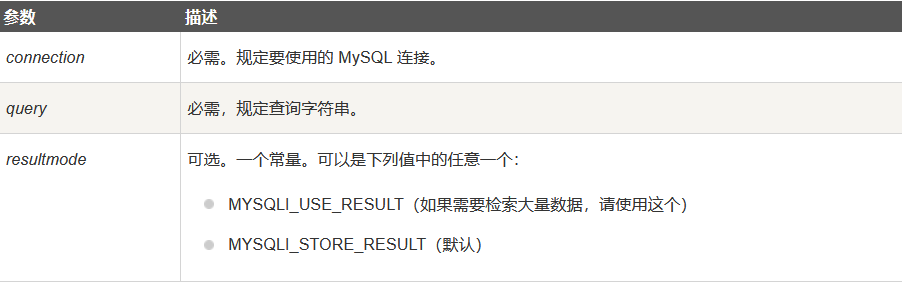 参数 描述
connection 必需。规定要使用的 MySQL 连接。
query 必需，规定查询字符串。
resultmode 可选。一个常量。可以是下列值中的任意一个：
MYSQLI_USE_RESULT（如果需要检索大量数据，请使用这个）
MYSQLI_STORE_RESULT（默认）